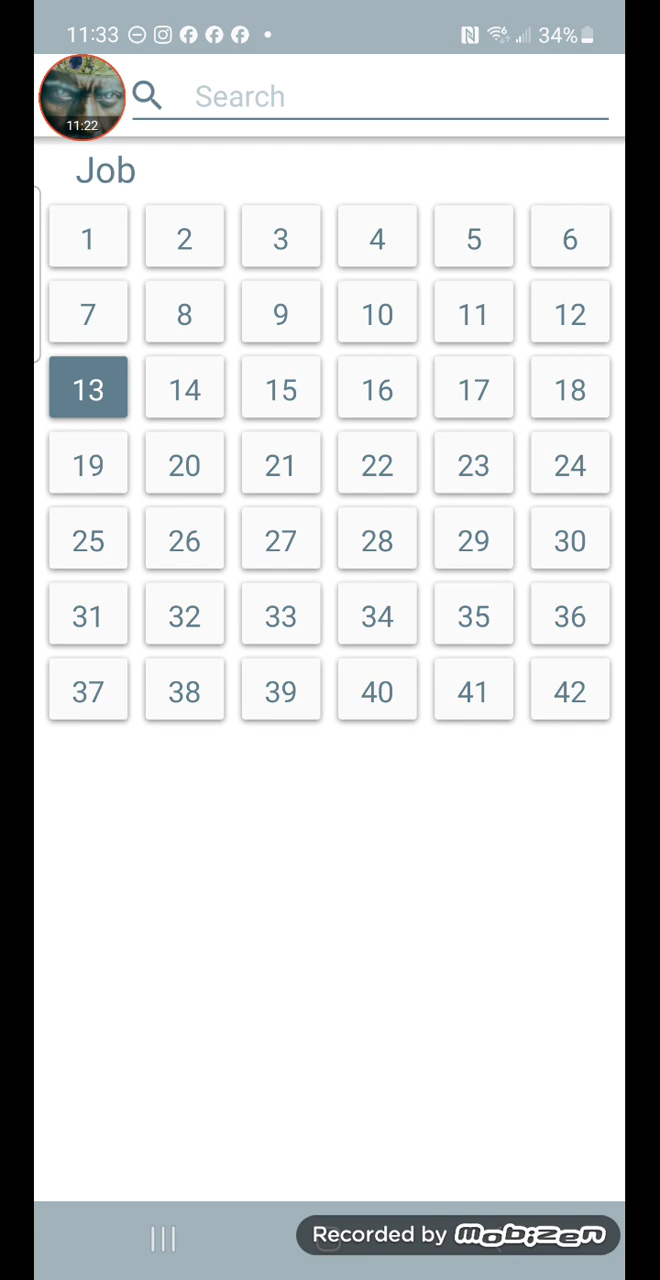 11:33 34%
11:22
Search
Job
1 2 3 4 5 6
7 8 9 10 11 12
13 14 15 16 17 18
19 20 21 22 23 24
25 26 27 28 29 30
31 32 33 34 35 36
37 38 39 40 41 42
Recorded by mobizen